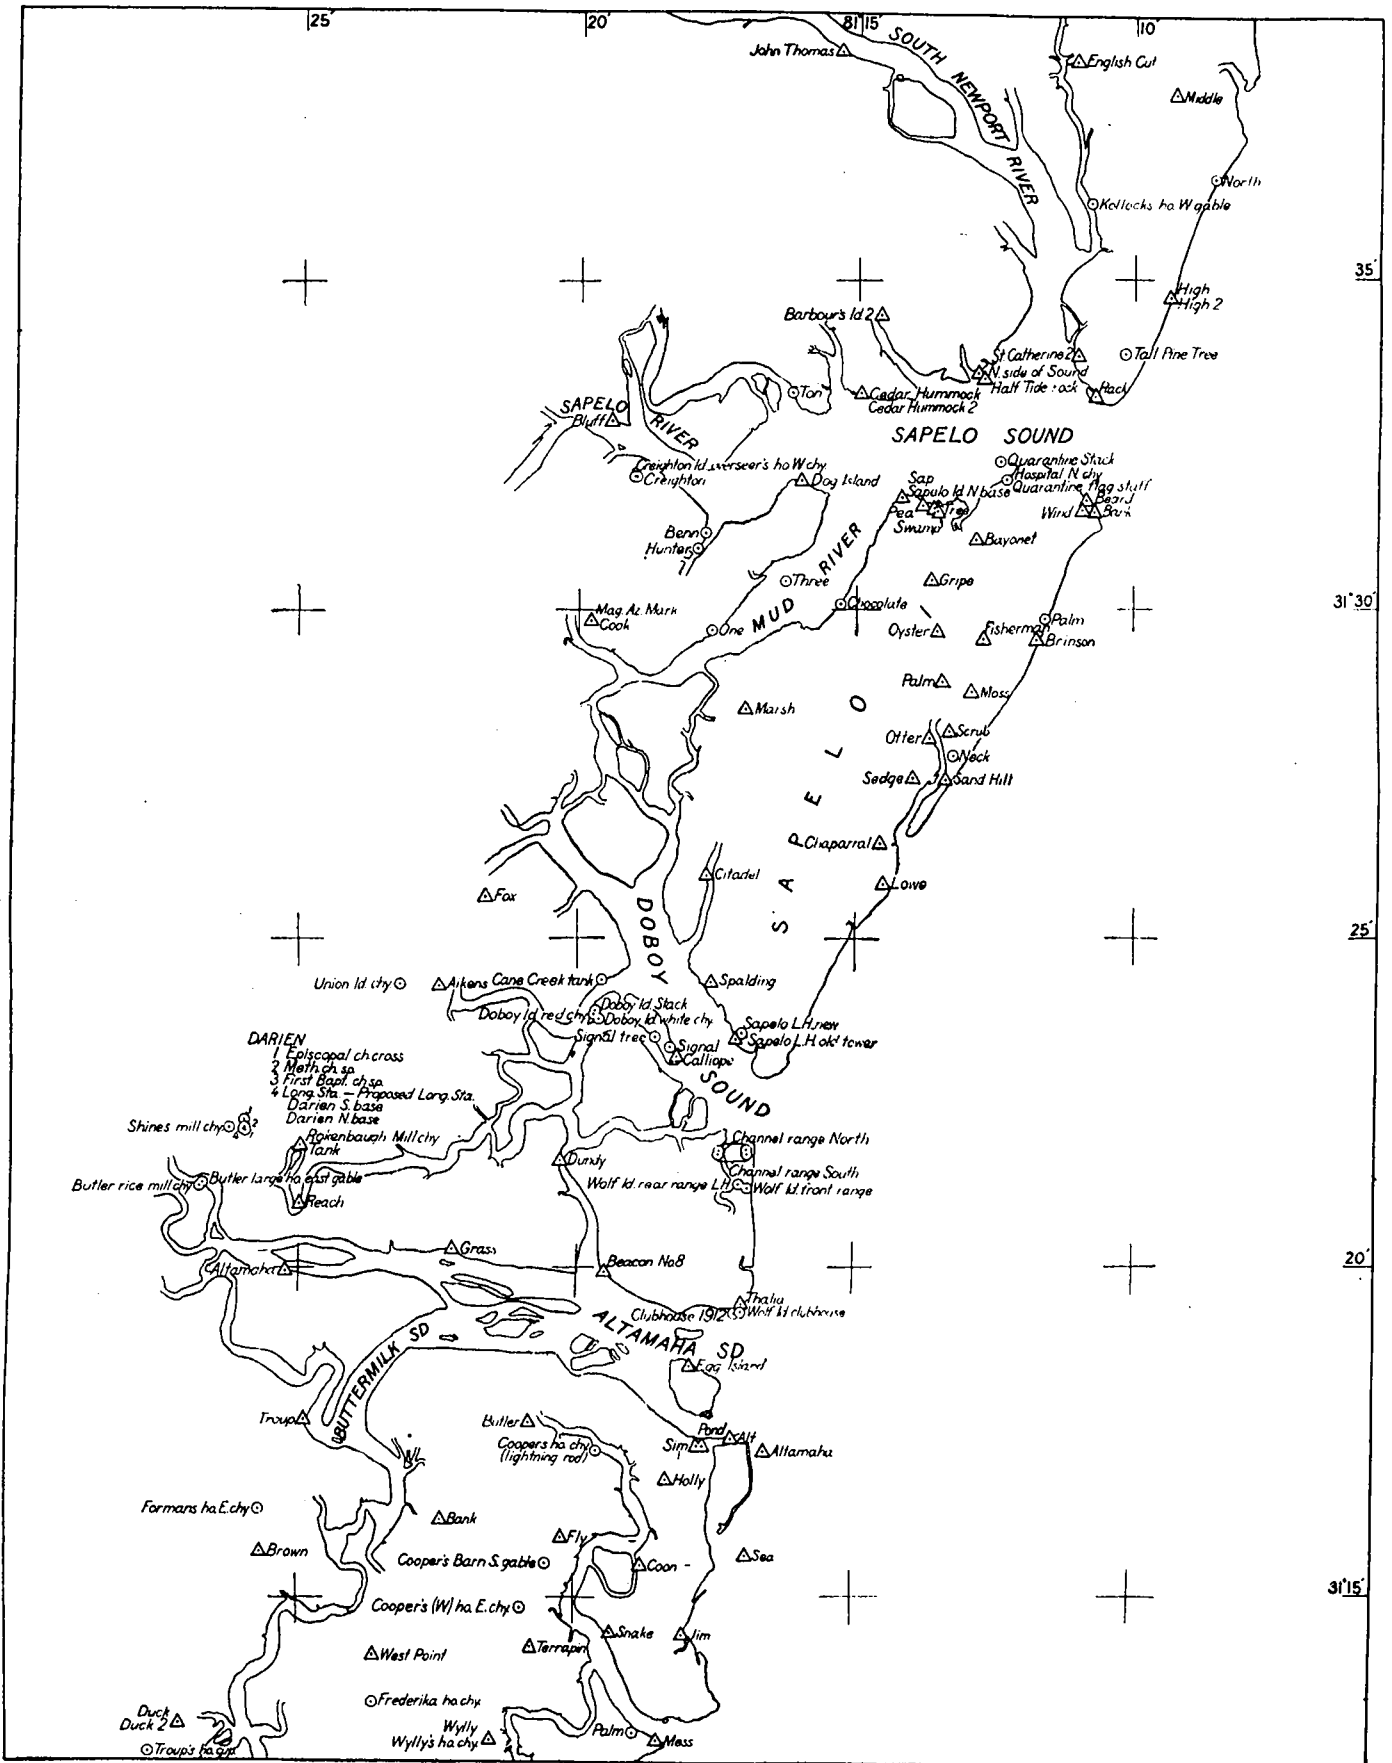 25'
20'
81°15'
10'
John Thomas
SOUTH NEWPORT RIVER
English Cut
Middle
North
Kollocks ho. W gable
35'
High
High 2
Barbour's Id 2
St. Catherine 2
Tall Pine Tree
N. side of Sound
Half Tide rock
Rack
Ton
Cedar Hummock
Cedar Hummock 2
SAPELO RIVER
Bluff
SAPELO SOUND
Creighton Id. overseer's ho W chy
Creighton
Dog Island
Quarantine Stack
Hospital N. chy
Quarantine flag staff
Sap
Sapulo Id N base
Pea
Tree
Swamp
Beard
Wind
Bark
Benn
Hunter
Bayonet
Three
MUD RIVER
Gripe
Chocolate
31°30'
Mag. Az. Mark
Cook
One
Oyster
Fisherman
Palm
Brinson
Palm
Moss
Marsh
SAPELO
Otter
Scrub
Neck
Sedge
Sand Hill
Chaparral
Citadel
Lowe
Fox
DOBOY SOUND
25'
Union Id. chy
Aikens
Cane Creek tank
Spalding
Doboy Id. Stack
Doboy Id red chy
Doboy Id. white chy
Signal tree
Signal
Calliope
Sapelo L.H. new
Sapelo L.H. old tower
DARIEN
1 Episcopal ch. cross
2 Meth. ch. sp.
3 First Bapt. ch. sp.
4 Long. Sta. — Proposed Long. Sta.
Darien S. base
Darien N. base
Shines mill chy
1
2
4
Mill chy
Tank
Channel range North
Dundy
Channel range South
Butler rice mill chy
Butler large ho. east gable
Wolf Id. rear range L.H.
Wolf Id. front range
Reach
Grass
Altamaha
Beacon No 8
20'
Thalia
Clubhouse 1912
Wolf Id clubhouse
ALTAMAHA SD
BUTTERMILK SD
Egg Island
Troup
Butler
Pond
Alt
Coopers ho. chy
(lightning rod)
Sim
Altamaha
Holly
Formans ho. E. chy
Bank
Fly
Brown
Cooper's Barn S. gable
Coon
Sea
31°15'
Cooper's (W) ho. E. chy
Snake
Jim
West Point
Terrapin
Frederika ho. chy.
Duck
Duck 2
Wylly
Wylly's ho. chy.
Palm
Mess
Troup's ho. gip